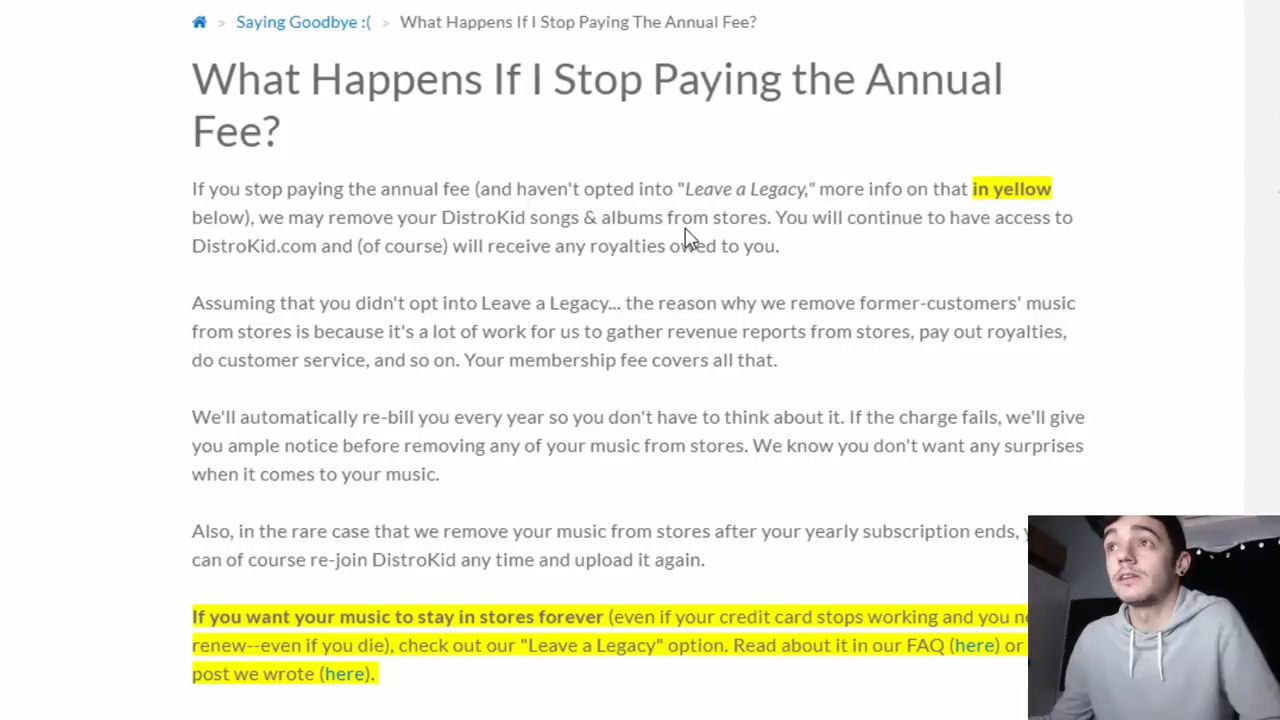 > Saying Goodbye :( > What Happens If I Stop Paying The Annual Fee?
What Happens If I Stop Paying the Annual
Fee?
If you stop paying the annual fee (and haven't opted into "Leave a Legacy," more info on that in yellow
below), we may remove your DistroKid songs & albums from stores. You will continue to have access to
DistroKid.com and (of course) will receive any royalties owed to you.
Assuming that you didn't opt into Leave a Legacy... the reason why we remove former-customers' music
from stores is because it's a lot of work for us to gather revenue reports from stores, pay out royalties,
do customer service, and so on. Your membership fee covers all that.
We'll automatically re-bill you every year so you don't have to think about it. If the charge fails, we'll give
you ample notice before removing any of your music from stores. We know you don't want any surprises
when it comes to your music.
Also, in the rare case that we remove your music from stores after your yearly subscription ends,
can of course re-join DistroKid any time and upload it again.
If you want your music to stay in stores forever (even if your credit card stops working and you
renew--even if you die), check out our "Leave a Legacy" option. Read about it in our FAQ (here) or
post we wrote (here).